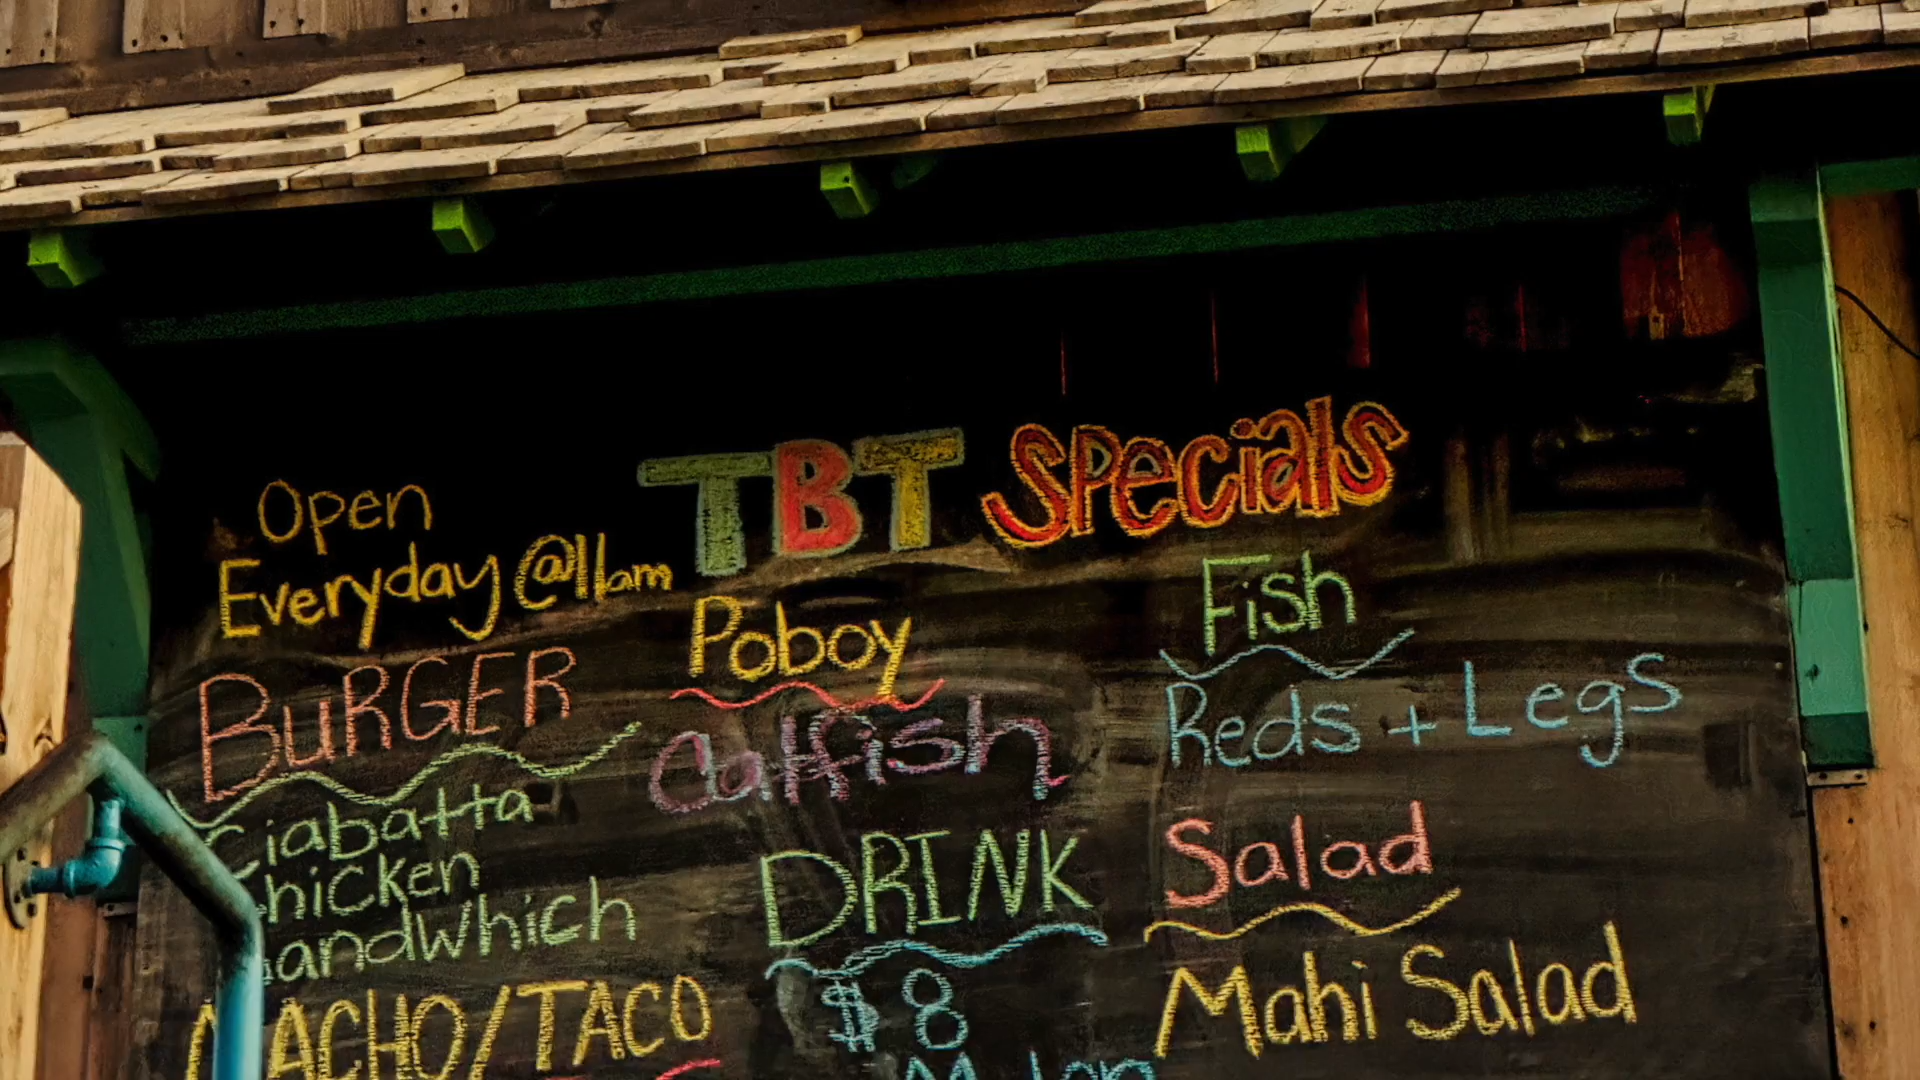 TBT Specials
Open
Everyday @11am
BURGER
Ciabatta
Chicken
Sandwhich
NACHO/TACO
Poboy
Catfish
DRINK
$8
Fish
Reds + Legs
Salad
Mahi Salad